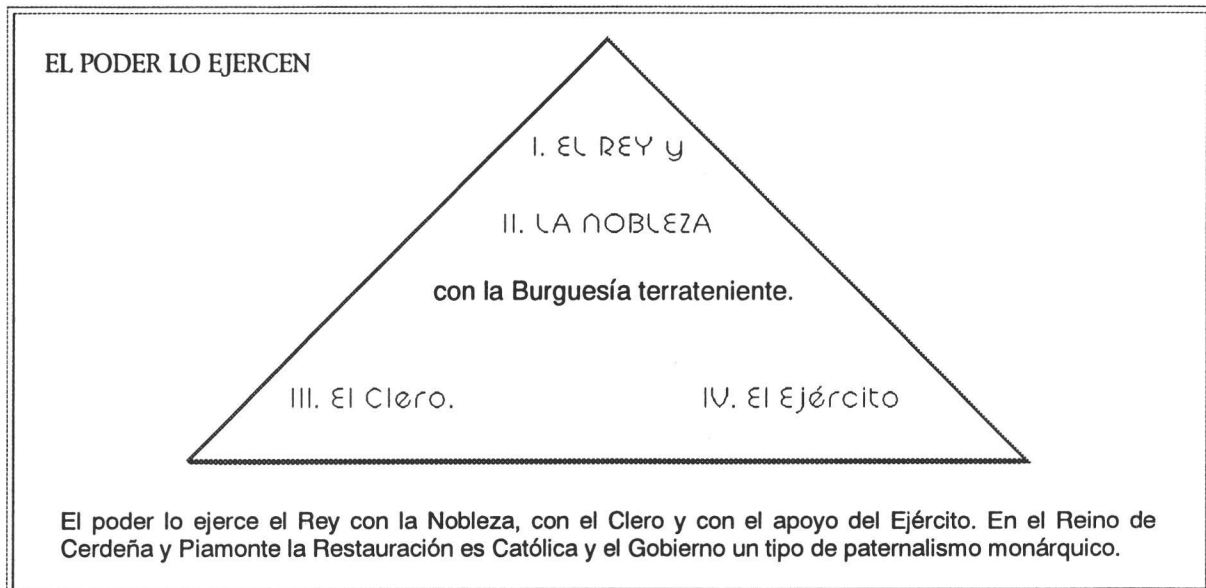 EL PODER LO EJERCEN
I. EL REY y
II. LA NOBLEZA
con la Burguesía terrateniente.
III. El Clero.
IV. El Ejército
El poder lo ejerce el Rey con la Nobleza, con el Clero y con el apoyo del Ejército. En el Reino de
Cerdeña y Piamonte la Restauración es Católica y el Gobierno un tipo de paternalismo monárquico.